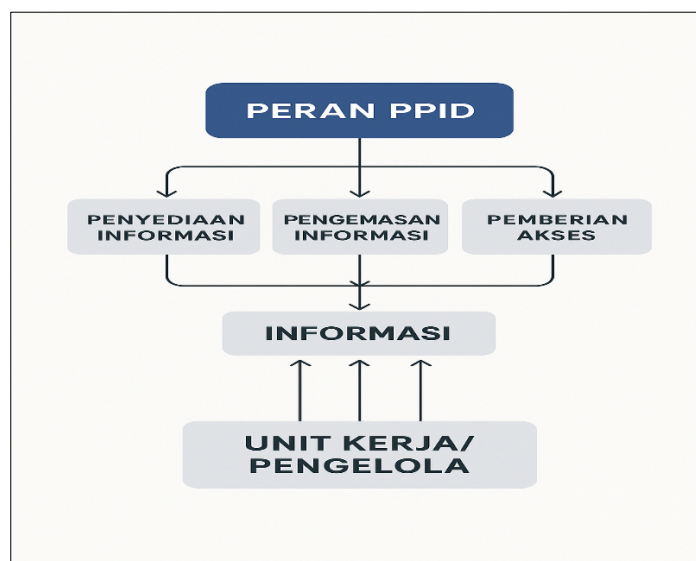 PERAN PPID
PENYEDIAAN
INFORMASI
PENGEMASAN
INFORMASI
PEMBERIAN
AKSES
INFORMASI
UNIT KERJA/
PENGELOLA